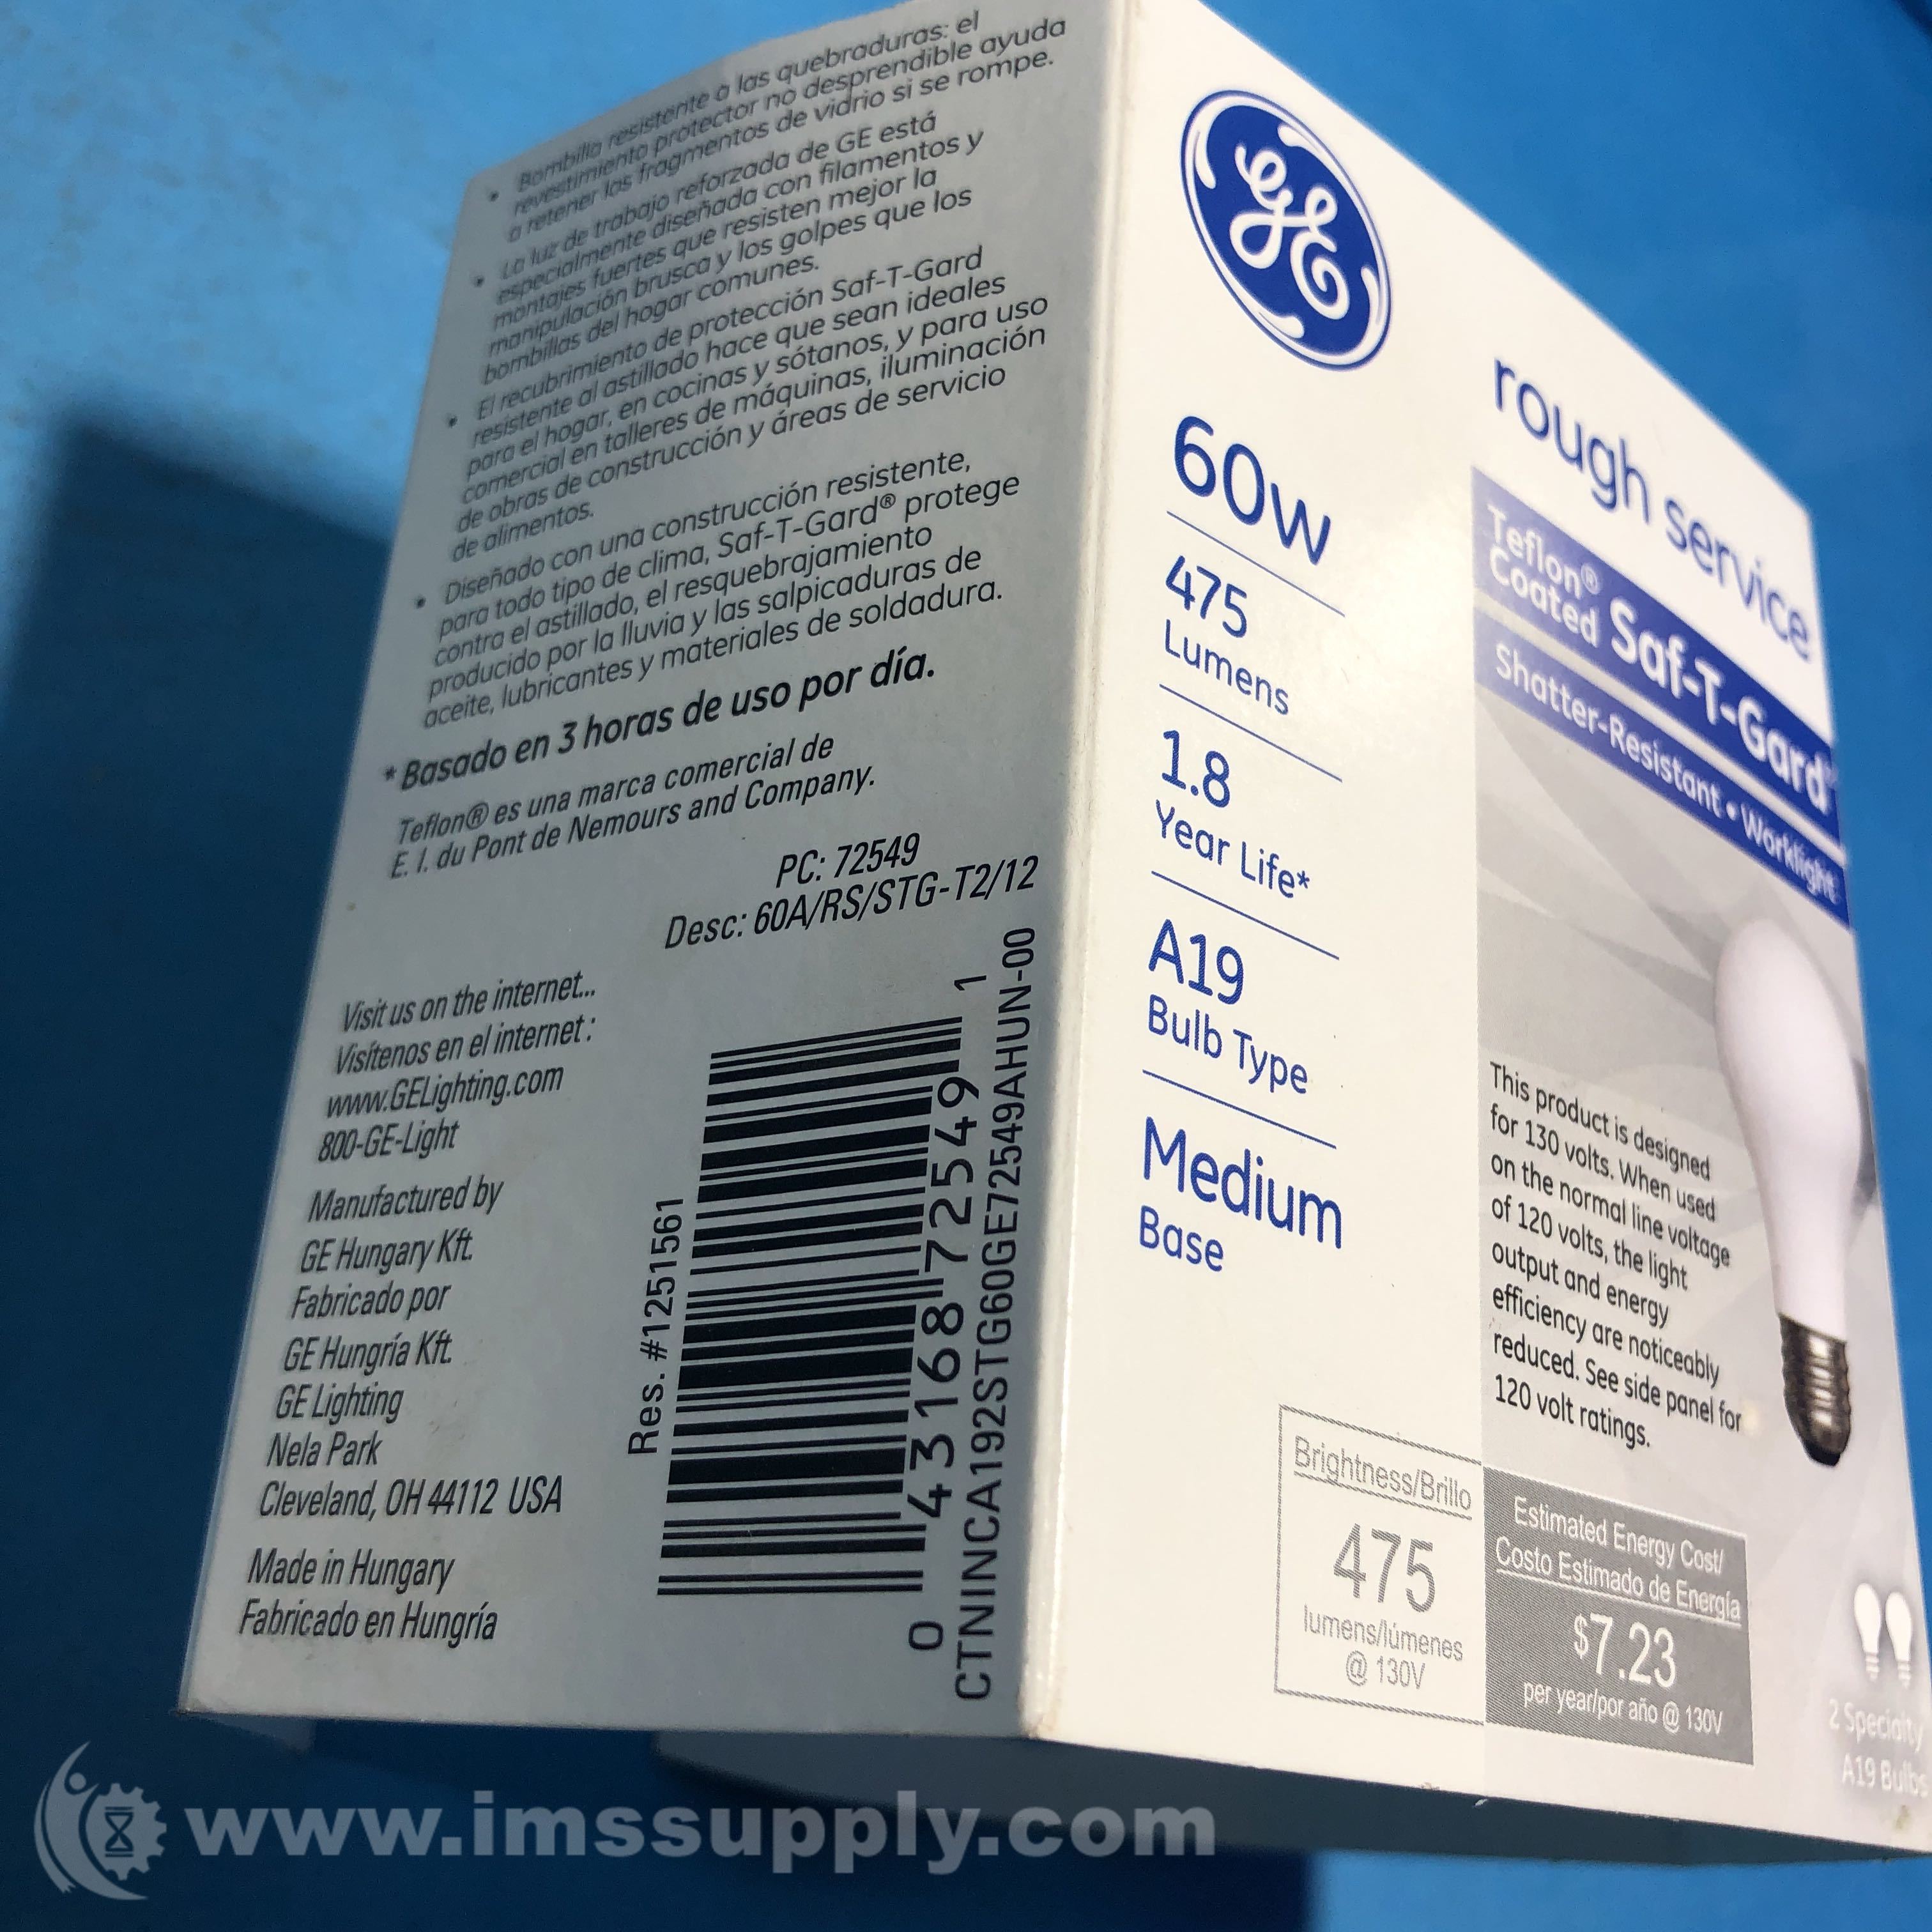 • Bombilla resistente a las quebraduras: el
revestimiento protector no desprendible ayuda
a retener los fragmentos de vidrio si se rompe.
• La luz de trabajo reforzada de GE está
especialmente diseñada con filamentos y
montajes fuertes que resisten mejor la
manipulación brusca y los golpes que los
bombillas del hogar comunes.
• El recubrimiento de protección Saf-T-Gard
resistente al astillado hace que sean ideales
para el hogar, en cocinas y sótanos, y para uso
comercial en talleres de máquinas, iluminación
de obras de construcción y áreas de servicio
de alimentos.
• Diseñado con una construcción resistente,
para todo tipo de clima, Saf-T-Gard® protege
contra el astillado, el resquebrajamiento
producido por la lluvia y las salpicaduras de
aceite, lubricantes y materiales de soldadura.
* Basado en 3 horas de uso por día.
Teflon® es una marca comercial de
E. I. du Pont de Nemours and Company.
PC: 72549
Desc: 60A/RS/STG-T2/12
Visit us on the internet...
Visítenos en el internet:
www.GELighting.com
800-GE-Light
Manufactured by
GE Hungary Kft.
Fabricado por
GE Hungría Kft.
GE Lighting
Nela Park
Cleveland, OH 44112 USA
Made in Hungary
Fabricado en Hungría
Res. #1251561
0 43168 72549 1
CTNINCA192STG60GE72549AHUN-00
GE
60w
475
Lumens
1.8
Year Life*
A19
Bulb Type
Medium
Base
rough service
Teflon®
Coated Saf-T-Gard®
Shatter-Resistant • Worklight
This product is designed
for 130 volts. When used
on the normal line voltage
of 120 volts, the light
output and energy
efficiency are noticeably
reduced. See side panel for
120 volt ratings.
Brightness/Brillo
475
lumens/lúmenes
@ 130V
Estimated Energy Cost/
Costo Estimado de Energía
$7.23
per year/por año @ 130V
2 Specialty
A19 Bulbs
www.imssupply.com